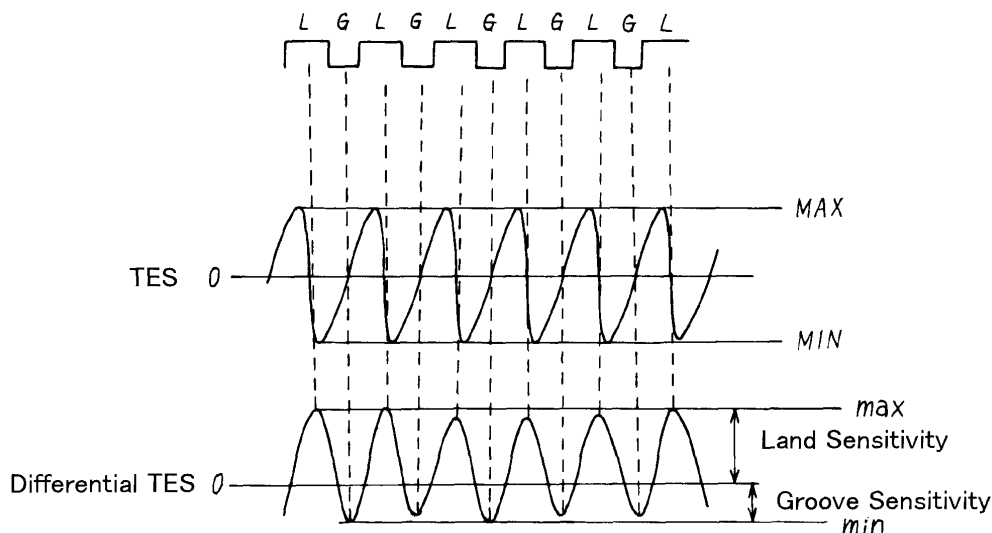 L G L G L G L G L G L
MAX
TES 0
MIN
max
Land Sensitivity
Differential TES 0
Groove Sensitivity
min